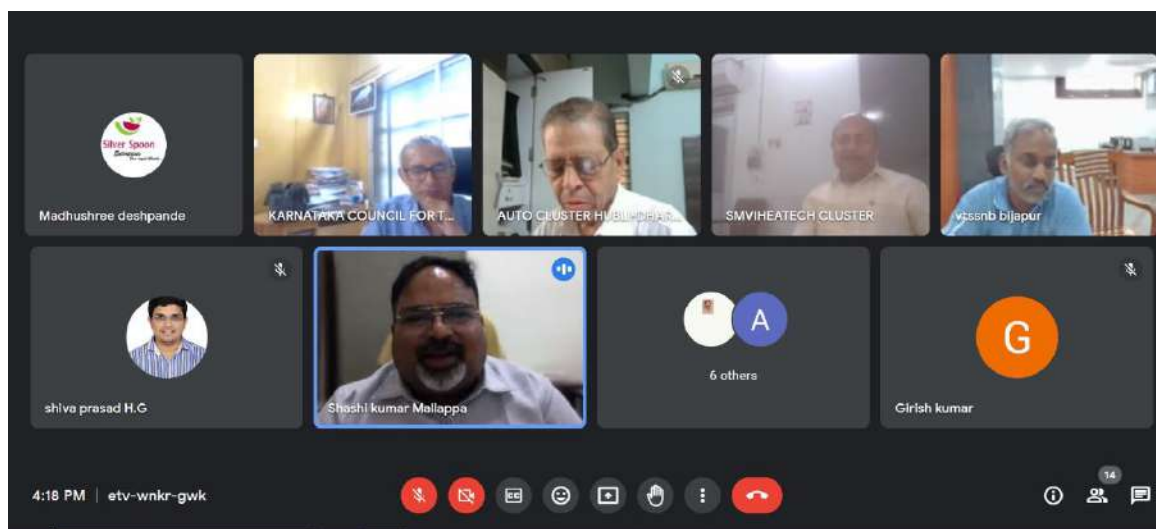 Silver Spoon
Madhushree deshpande
KARNATAKA COUNCIL FOR T...
AUTO CLUSTER HUBLI-DHAR...
SMVIHEATECH CLUSTER
vtssnb bijapur
shiva prasad H.G
Shashi kumar Mallappa
A
6 others
G
Girish kumar
4:18 PM | etv-wnkr-gwk
CC
14